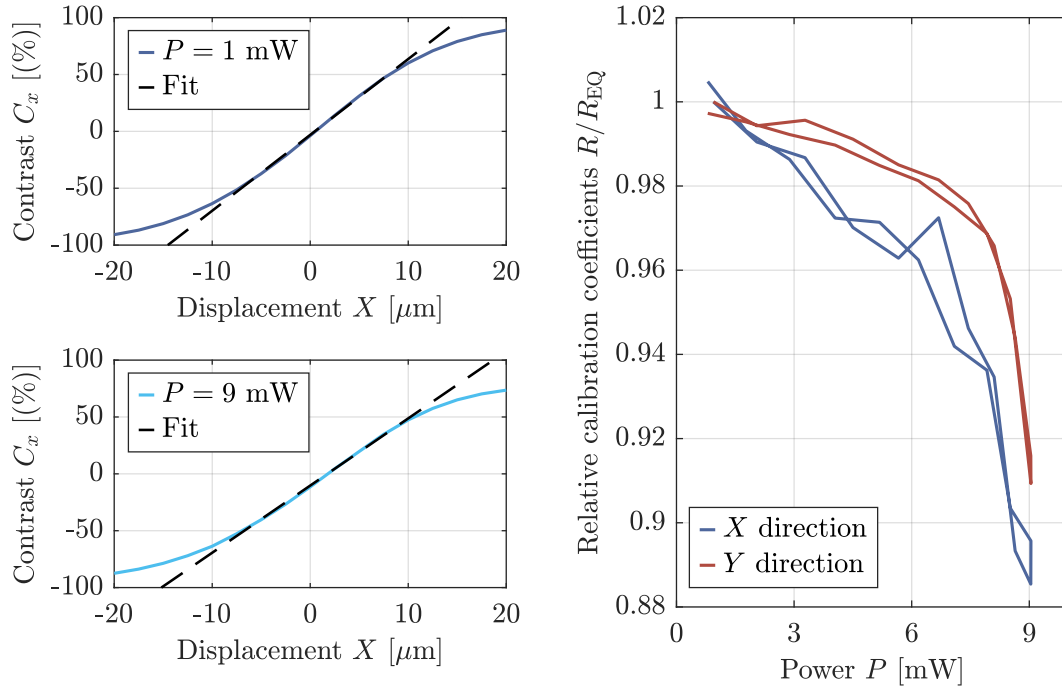 100
50
0
-50
-100
Contrast Cₓ [(%)]
P = 1 mW
Fit
-20 -10 0 10 20
Displacement X [μm]
100
50
0
-50
-100
Contrast Cₓ [(%)]
P = 9 mW
Fit
-20 -10 0 10 20
Displacement X [μm]
1.02
1
0.98
0.96
0.94
0.92
0.9
0.88
Relative calibration coefficients R/R_EQ
X direction
Y direction
0 3 6 9
Power P [mW]